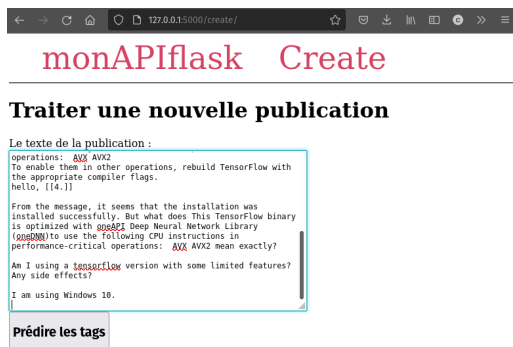 127.0.0.1:5000/create/
monAPIflask Create
Traiter une nouvelle publication
Le texte de la publication :
operations:  AVX AVX2
To enable them in other operations, rebuild TensorFlow with
the appropriate compiler flags.
hello, [[4.]]
From the message, it seems that the installation was
installed successfully. But what does This TensorFlow binary
is optimized with oneAPI Deep Neural Network Library
(oneDNN)to use the following CPU instructions in
performance-critical operations:  AVX AVX2 mean exactly?
Am I using a tensorflow version with some limited features?
Any side effects?
I am using Windows 10.
Prédire les tags